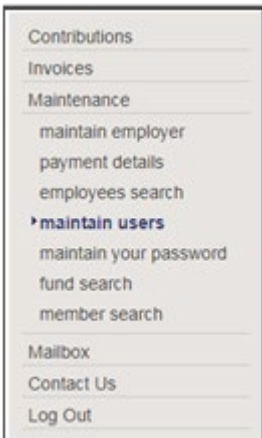 Contributions
Invoices
Maintenance
maintain employer
payment details
employees search
maintain users
maintain your password
fund search
member search
Mailbox
Contact Us
Log Out